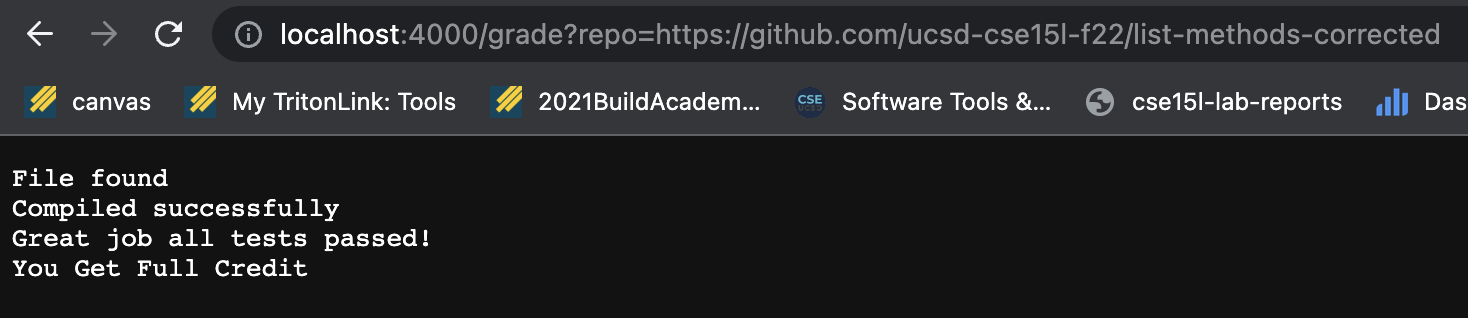 localhost:4000/grade?repo=https://github.com/ucsd-cse15l-f22/list-methods-corrected
canvas My TritonLink: Tools 2021BuildAcadem... CSE UCSD Software Tools &... cse15l-lab-reports Das
File found
Compiled successfully
Great job all tests passed!
You Get Full Credit